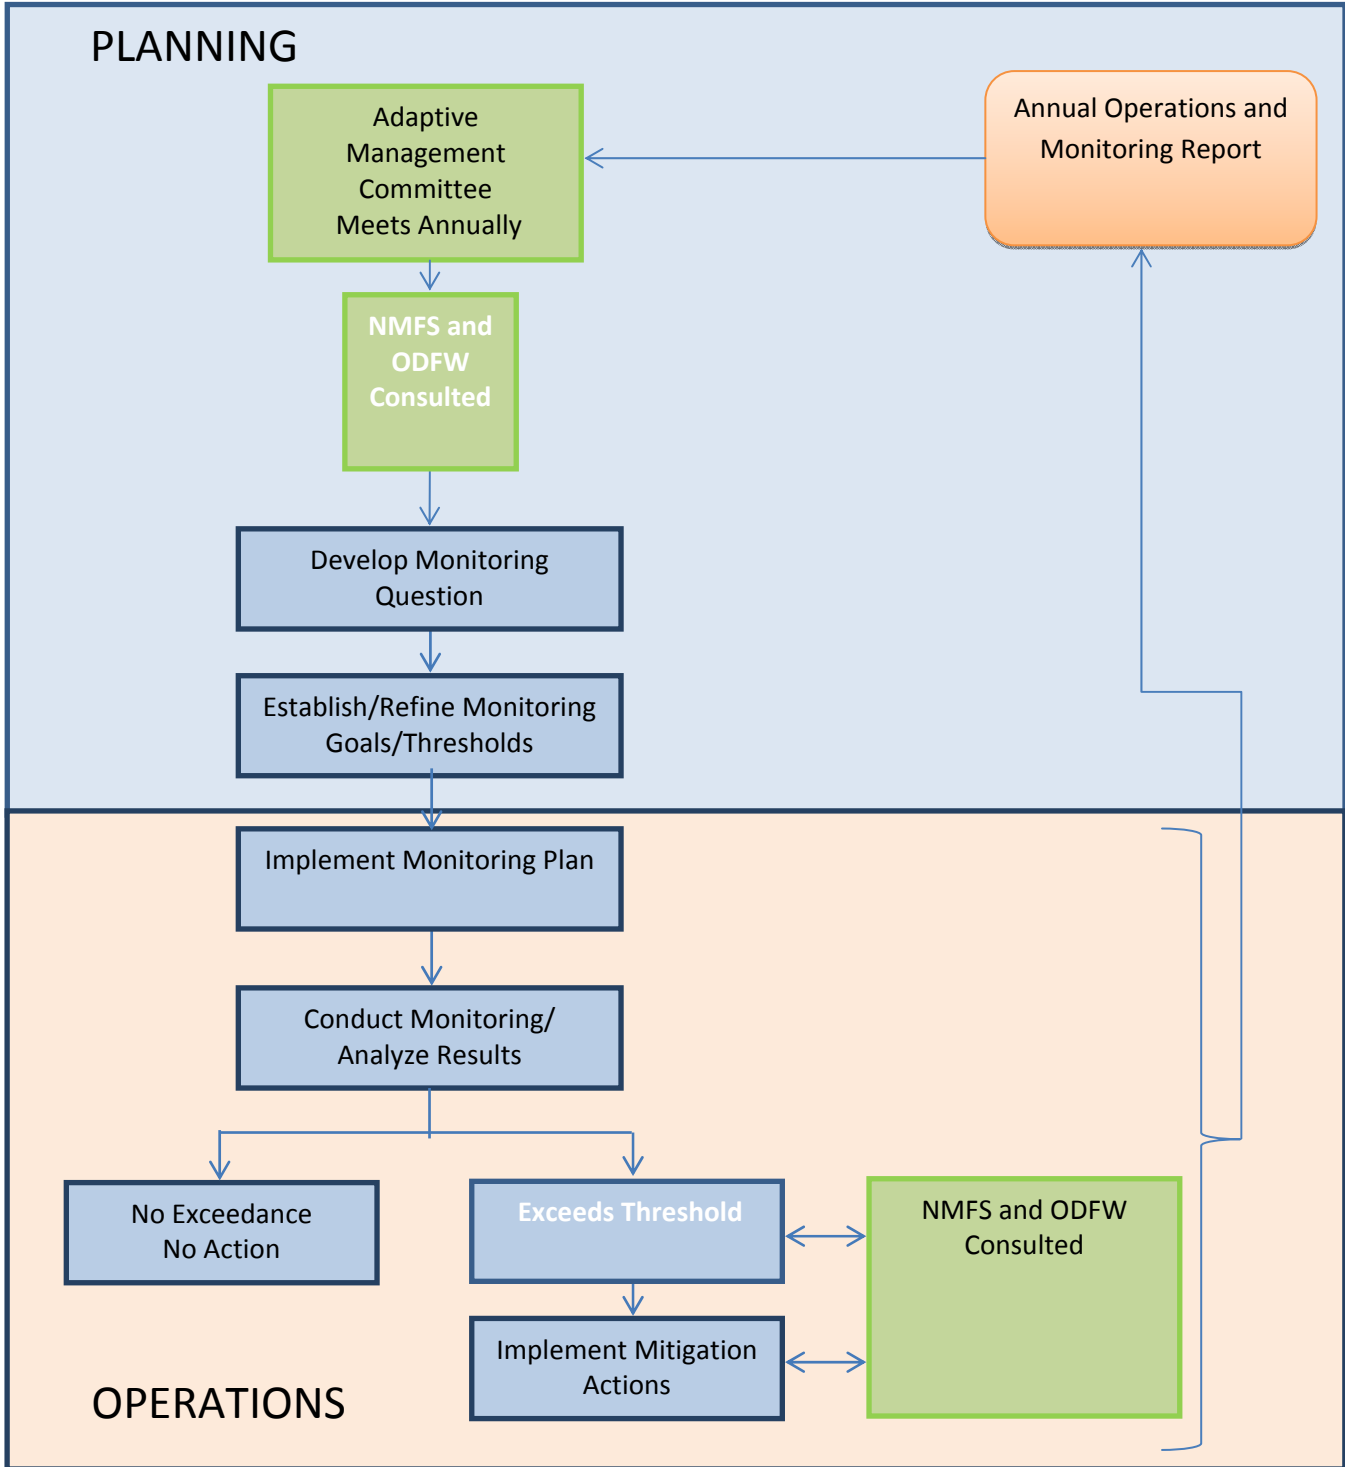 PLANNING
Adaptive
Management
Committee
Meets Annually
Annual Operations and
Monitoring Report
NMFS and
ODFW
Consulted
Develop Monitoring
Question
Establish/Refine Monitoring
Goals/Thresholds
Implement Monitoring Plan
Conduct Monitoring/
Analyze Results
No Exceedance
No Action
Exceeds Threshold
NMFS and ODFW
Consulted
Implement Mitigation
Actions
OPERATIONS